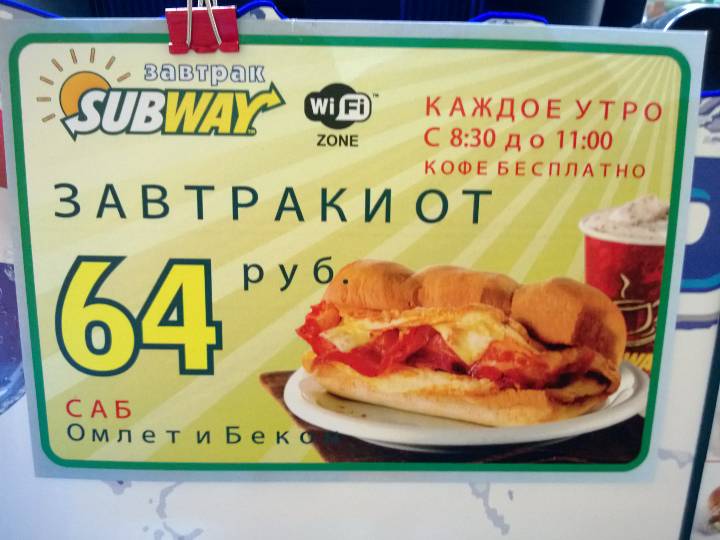 завтрак
SUBWAY
WiFi
ZONE
КАЖДОЕ УТРО
С 8:30 до 11:00
КОФЕ БЕСПЛАТНО
ЗАВТРАКИ ОТ
64 руб.
САБ
Омлет и Бекон